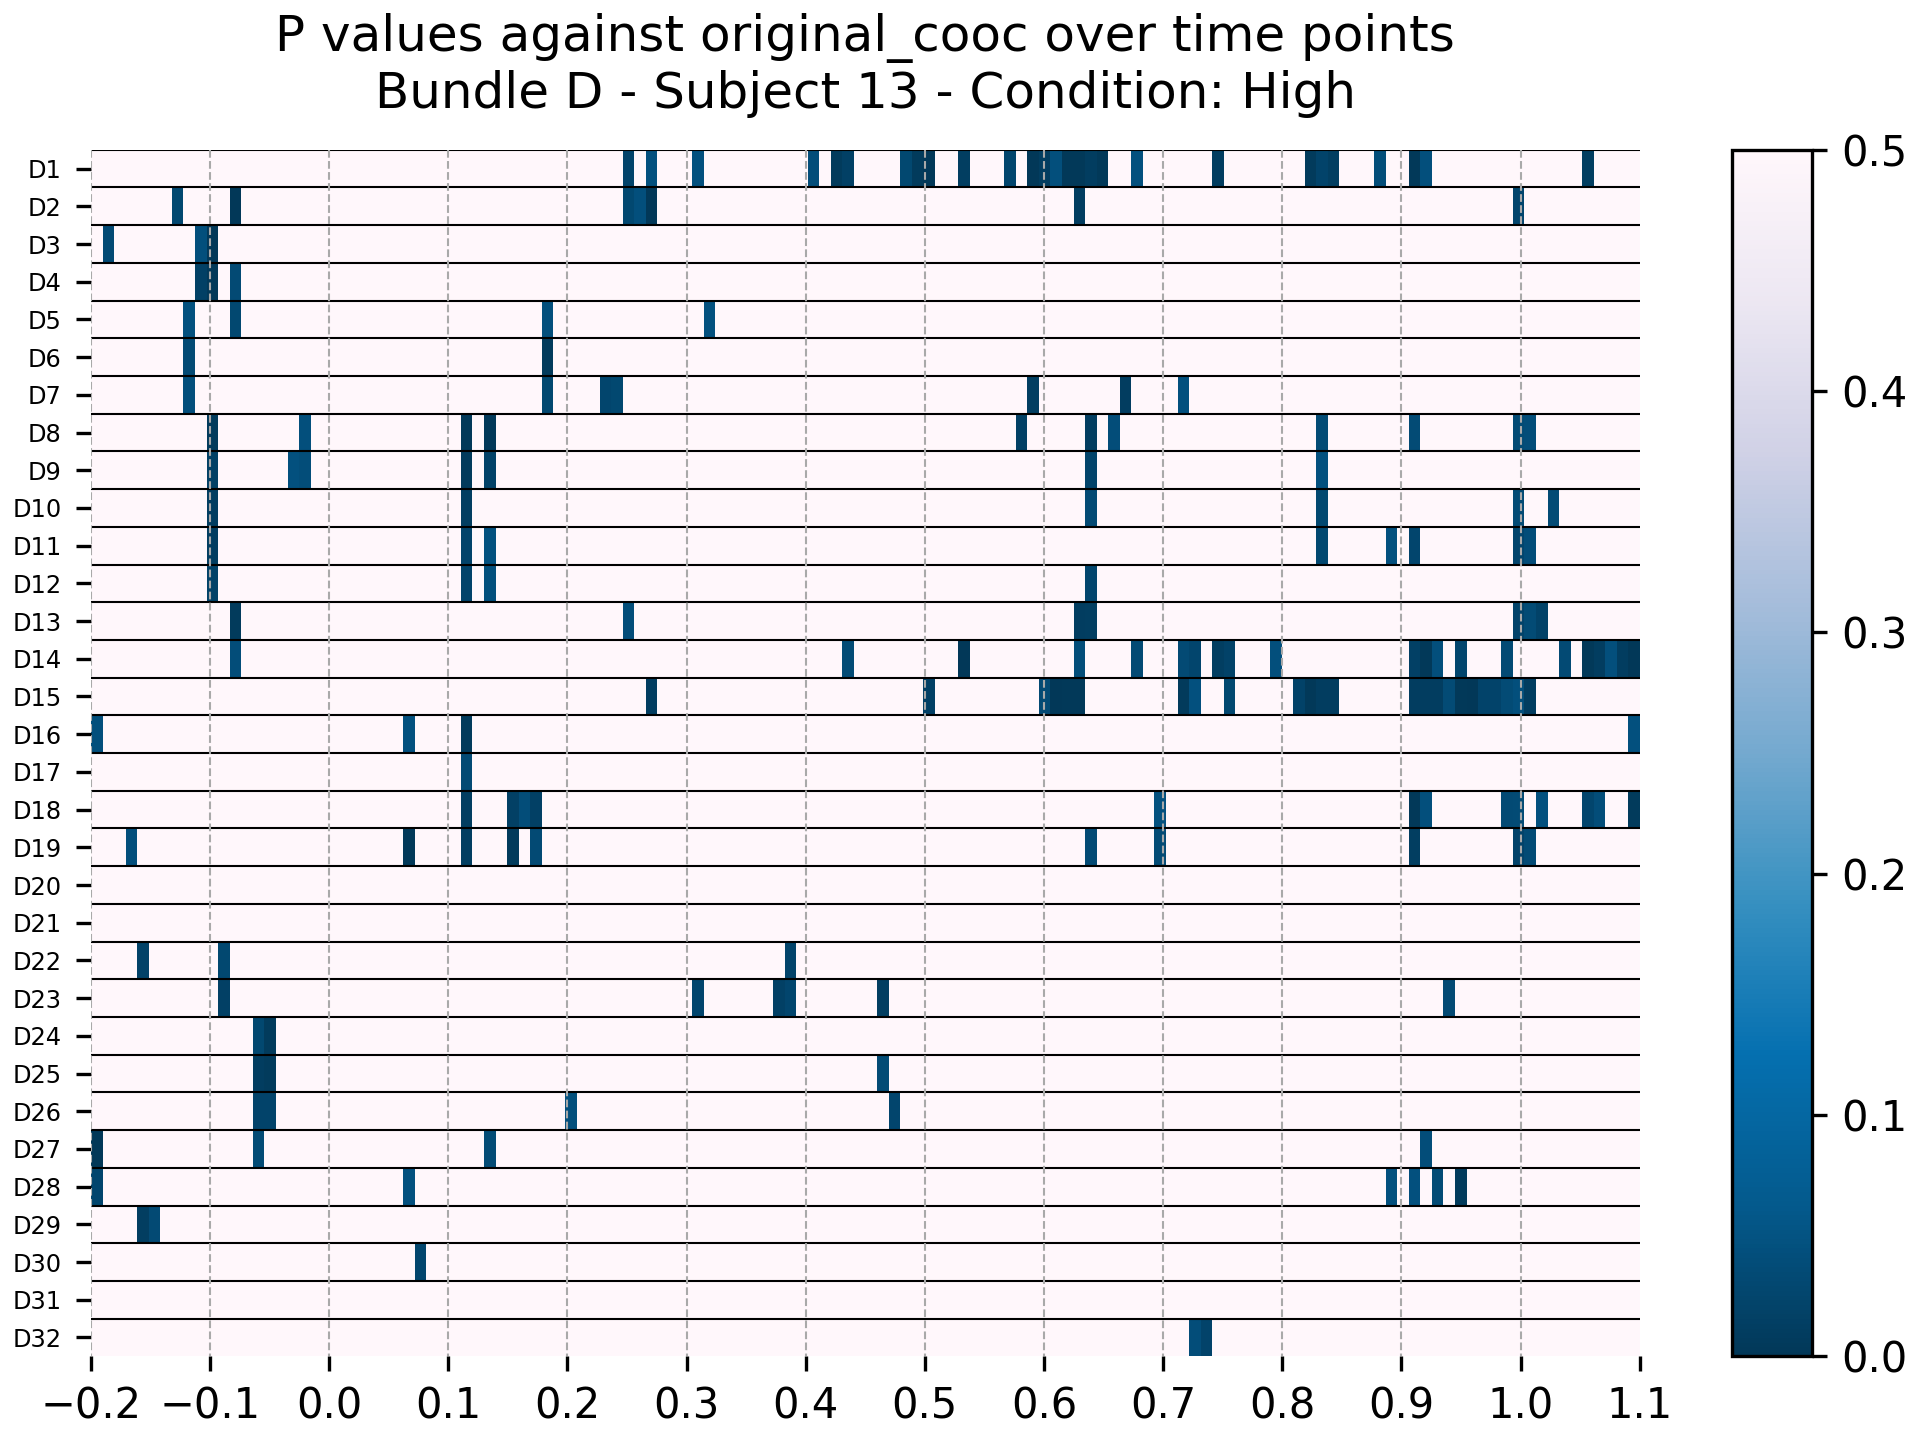 P values against original_cooc over time points
Bundle D - Subject 13 - Condition: High
D1
D2
D3
D4
D5
D6
D7
D8
D9
D10
D11
D12
D13
D14
D15
D16
D17
D18
D19
D20
D21
D22
D23
D24
D25
D26
D27
D28
D29
D30
D31
D32
−0.2 −0.1 0.0 0.1 0.2 0.3 0.4 0.5 0.6 0.7 0.8 0.9 1.0 1.1
0.5
0.4
0.3
0.2
0.1
0.0